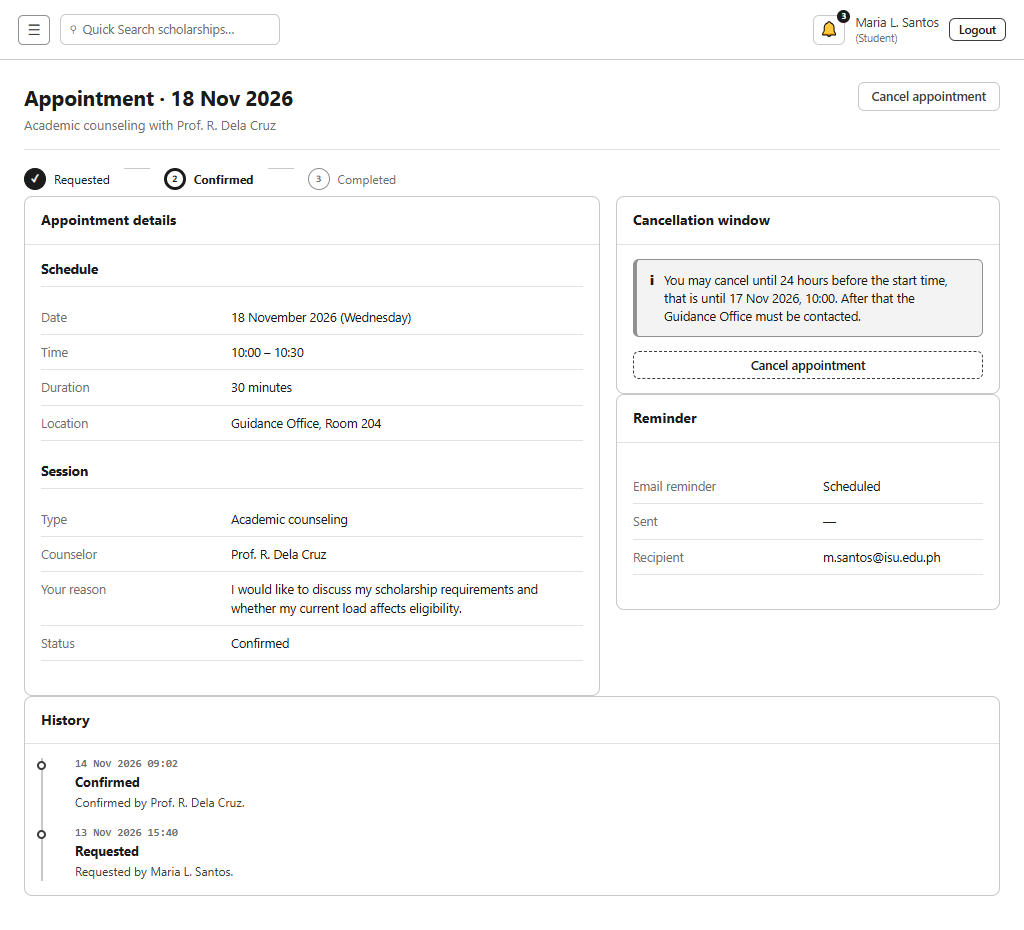 ☰
Quick Search scholarships...
3
Maria L. Santos
(Student)
Logout
Appointment · 18 Nov 2026
Cancel appointment
Academic counseling with Prof. R. Dela Cruz
✓ Requested
2 Confirmed
3 Completed
Appointment details
Schedule
Date 18 November 2026 (Wednesday)
Time 10:00 – 10:30
Duration 30 minutes
Location Guidance Office, Room 204
Session
Type Academic counseling
Counselor Prof. R. Dela Cruz
Your reason I would like to discuss my scholarship requirements and
whether my current load affects eligibility.
Status Confirmed
Cancellation window
i You may cancel until 24 hours before the start time,
that is until 17 Nov 2026, 10:00. After that the
Guidance Office must be contacted.
Cancel appointment
Reminder
Email reminder Scheduled
Sent —
Recipient m.santos@isu.edu.ph
History
14 Nov 2026 09:02
Confirmed
Confirmed by Prof. R. Dela Cruz.
13 Nov 2026 15:40
Requested
Requested by Maria L. Santos.